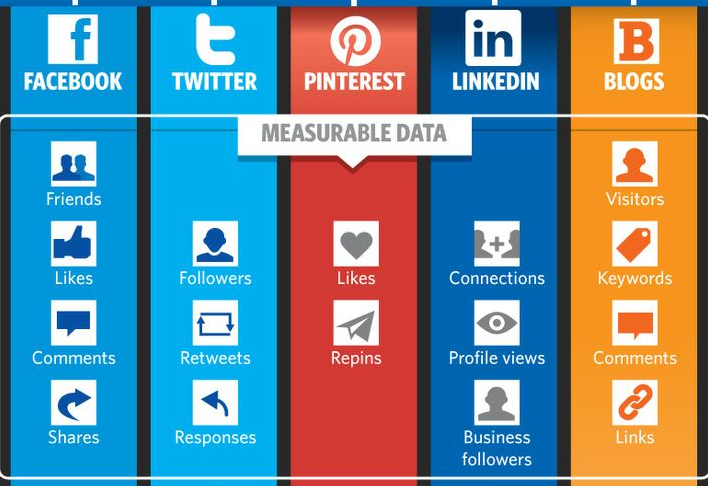 f
t
P
in
B
FACEBOOK
TWITTER
PINTEREST
LINKEDIN
BLOGS
MEASURABLE DATA
Friends
Visitors
Likes
Followers
Likes
Connections
Keywords
Comments
Retweets
Repins
Profile views
Comments
Shares
Responses
Business
followers
Links